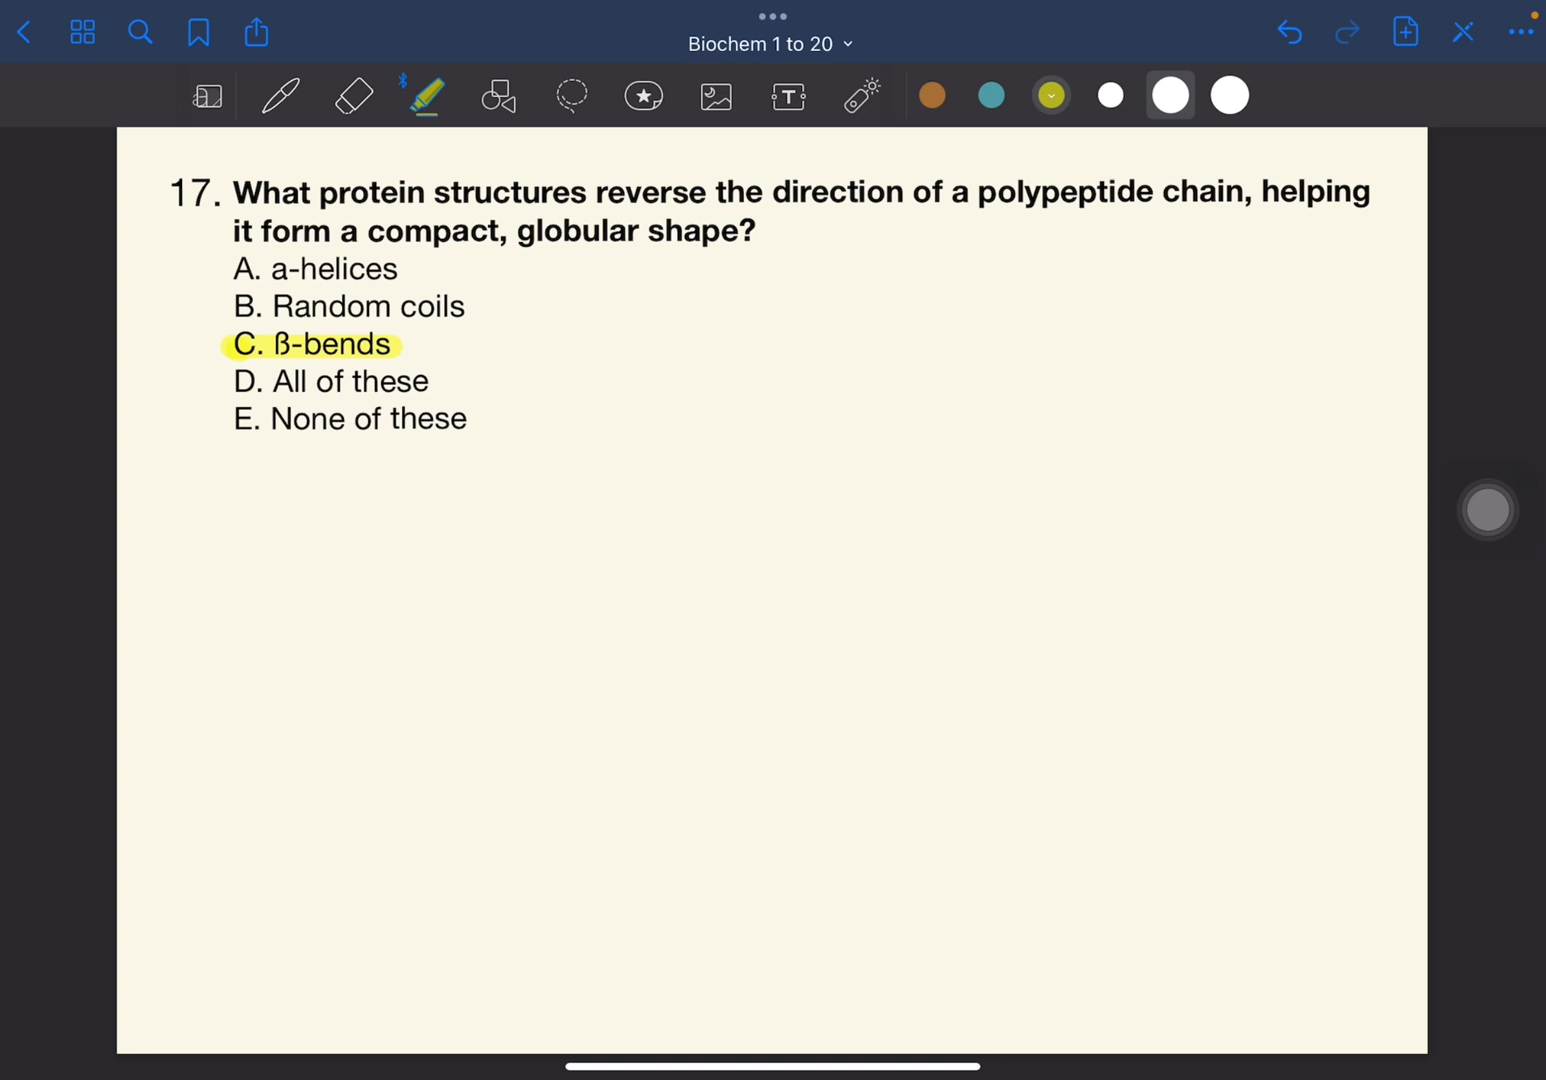 Biochem 1 to 20
17. What protein structures reverse the direction of a polypeptide chain, helping
it form a compact, globular shape?
A. a-helices
B. Random coils
C. ß-bends
D. All of these
E. None of these